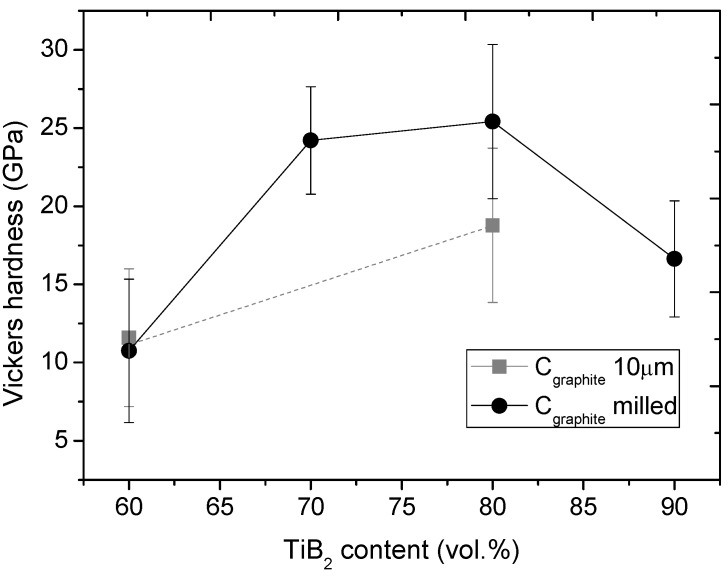 Vickers hardness (GPa)
30
25
20
15
10
5
C graphite 10μm
C graphite milled
60 65 70 75 80 85 90
TiB2 content (vol.%)